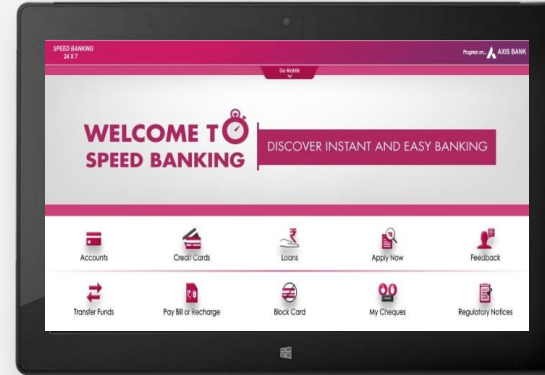 SPEED BANKING
24 X 7
Progress on... AXIS BANK
Go Mobile
WELCOME TO
SPEED BANKING
DISCOVER INSTANT AND EASY BANKING
Accounts
Credit Cards
Loans
Apply Now
Feedback
Transfer Funds
Pay Bill or Recharge
Block Card
My Cheques
Regulatory Notices